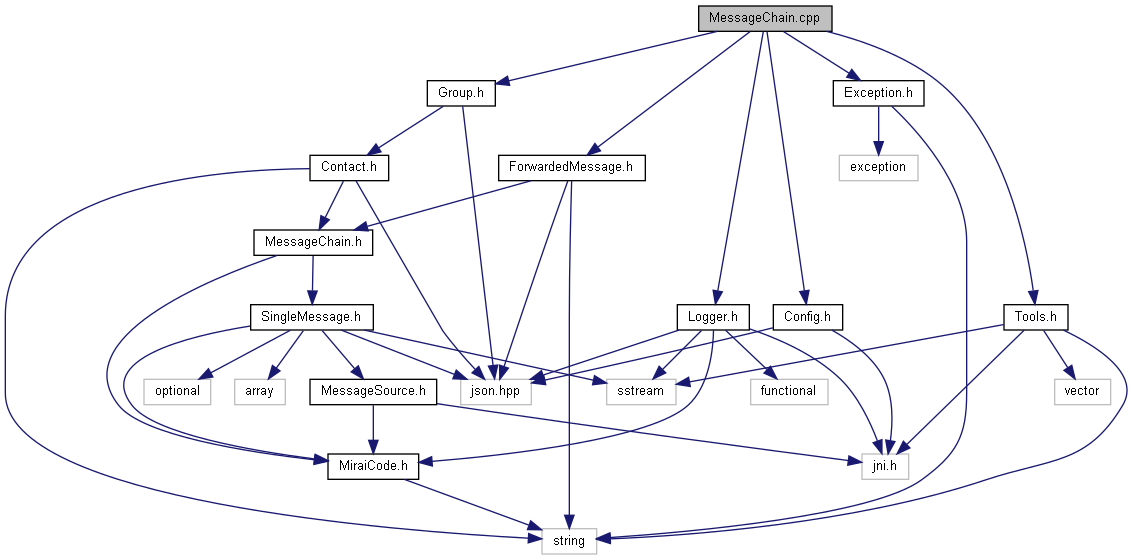 MessageChain.cpp
Group.h
Exception.h
Contact.h
ForwardedMessage.h
exception
MessageChain.h
SingleMessage.h
Logger.h
Config.h
Tools.h
optional
array
MessageSource.h
json.hpp
sstream
functional
vector
MiraiCode.h
jni.h
string